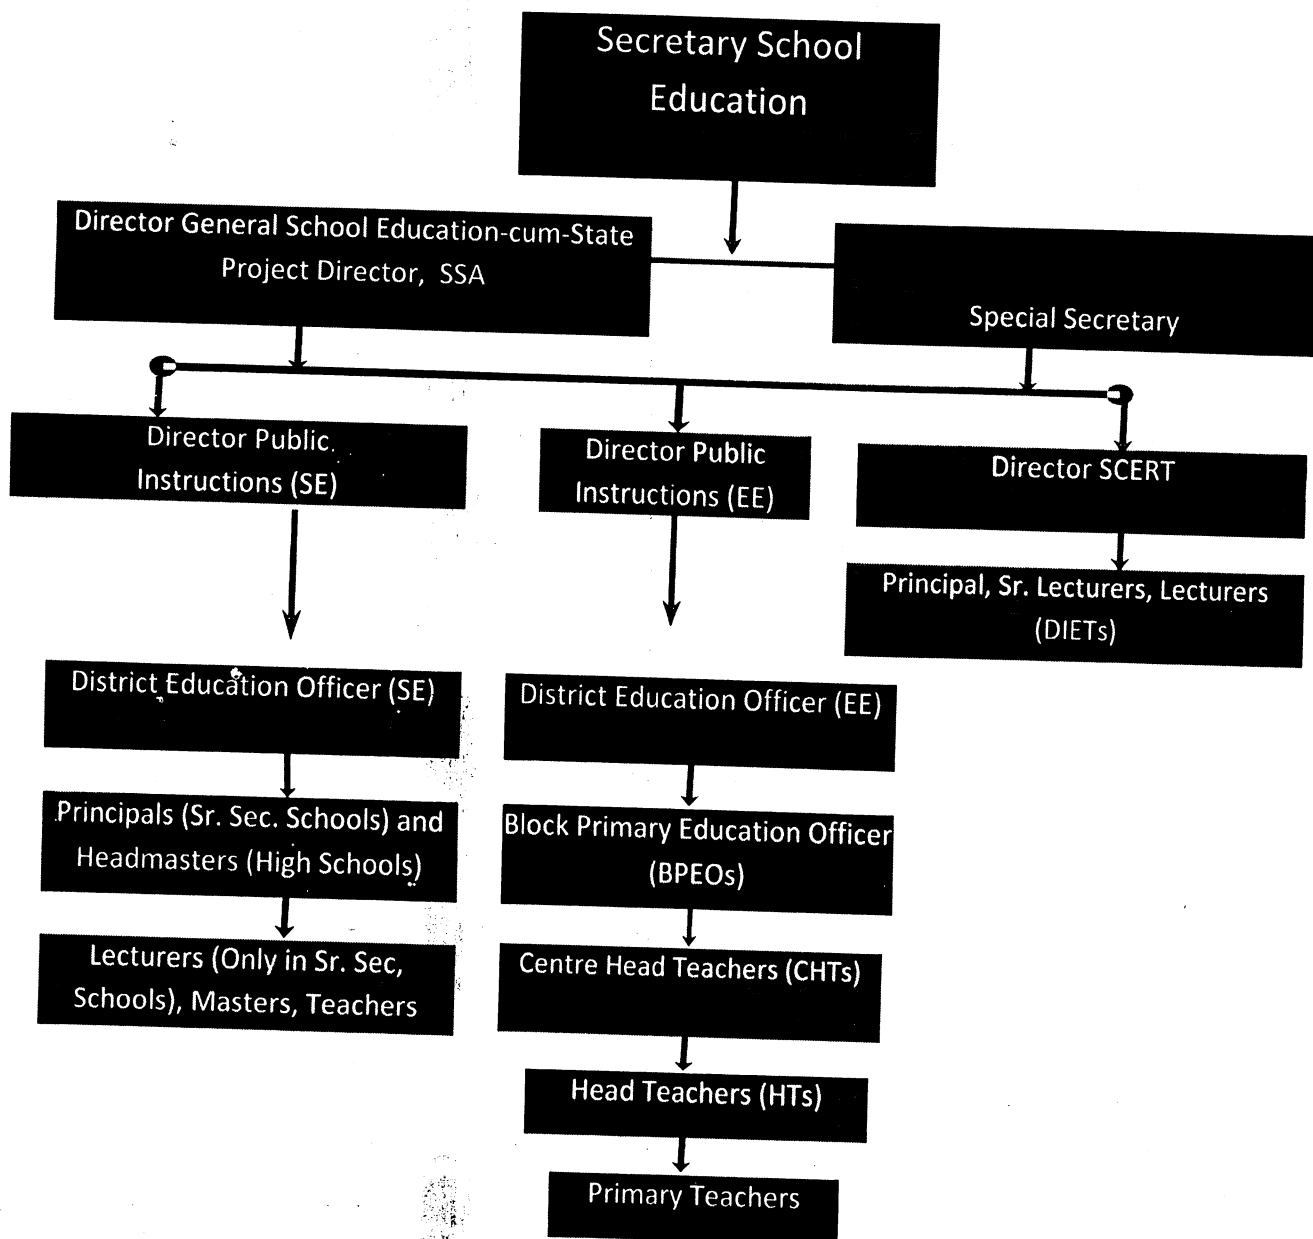 Secretary School
Education
Director General School Education-cum-State
Project Director, SSA
Special Secretary
Director Public
Instructions (SE)
Director Public
Instructions (EE)
Director SCERT
Principal, Sr. Lecturers, Lecturers
(DIETs)
District Education Officer (SE)
District Education Officer (EE)
Principals (Sr. Sec. Schools) and
Headmasters (High Schools)
Block Primary Education Officer
(BPEOs)
Lecturers (Only in Sr. Sec,
Schools), Masters, Teachers
Centre Head Teachers (CHTs)
Head Teachers (HTs)
Primary Teachers